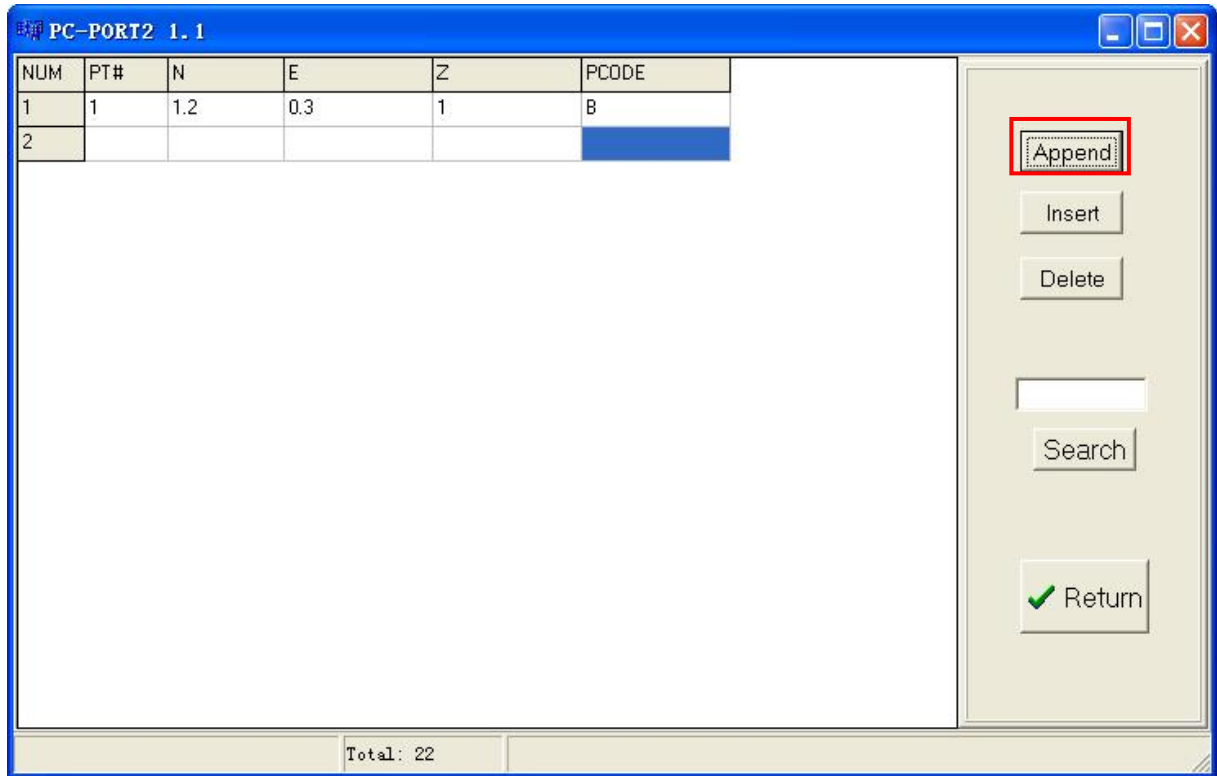 PC-PORT2 1.1
NUM PT# N E Z PCODE
1 1 1.2 0.3 1 B
2
Append
Insert
Delete
Search
Return
Total: 22